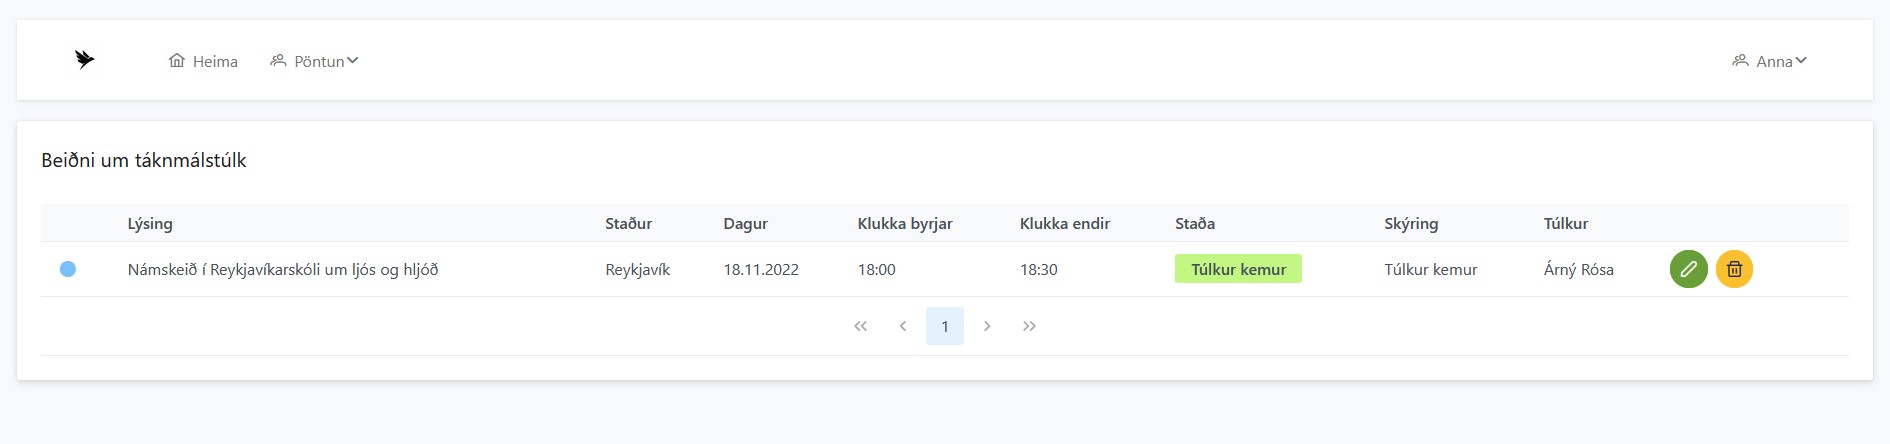 Heima Pöntun Anna
Beiðni um táknmálstúlk
Lýsing Staður Dagur Klukka byrjar Klukka endir Staða Skýring Túlkur
Námskeið í Reykjavíkarskóli um ljós og hljóð Reykjavík 18.11.2022 18:00 18:30 Túlkur kemur Túlkur kemur Árný Rósa
1